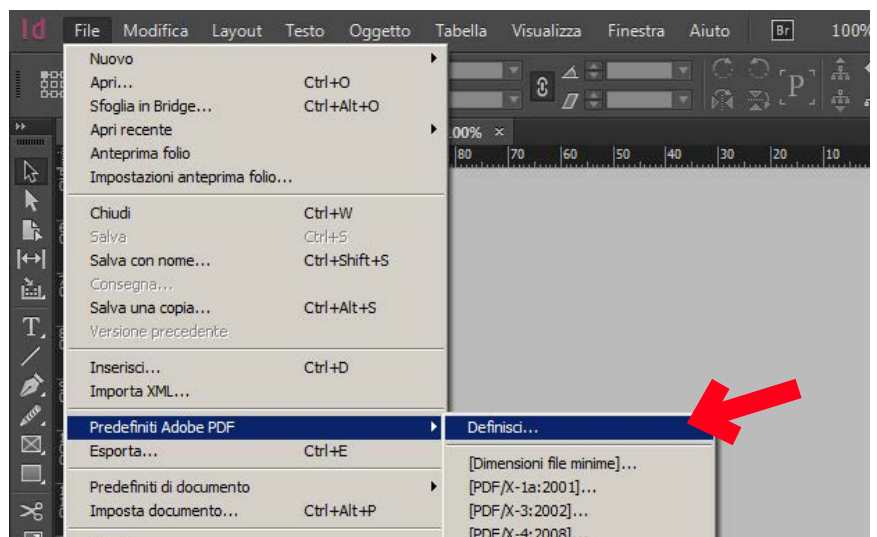 Id File Modifica Layout Testo Oggetto Tabella Visualizza Finestra Aiuto Br 100%
Nuovo
Apri... Ctrl+O
Sfoglia in Bridge... Ctrl+Alt+O
Apri recente
Anteprima folio
Impostazioni anteprima folio...
Chiudi Ctrl+W
Salva Ctrl+S
Salva con nome... Ctrl+Shift+S
Consegna...
Salva una copia... Ctrl+Alt+S
Versione precedente
Inserisci... Ctrl+D
Importa XML...
Predefiniti Adobe PDF
Esporta... Ctrl+E
Predefiniti di documento
Imposta documento... Ctrl+Alt+P
P
00% ×
80 70 60 50 40 30 20 10
Definisci...
[Dimensioni file minime]...
[PDF/X-1a:2001]...
[PDF/X-3:2002]...
[PDF/X-4:2008]...